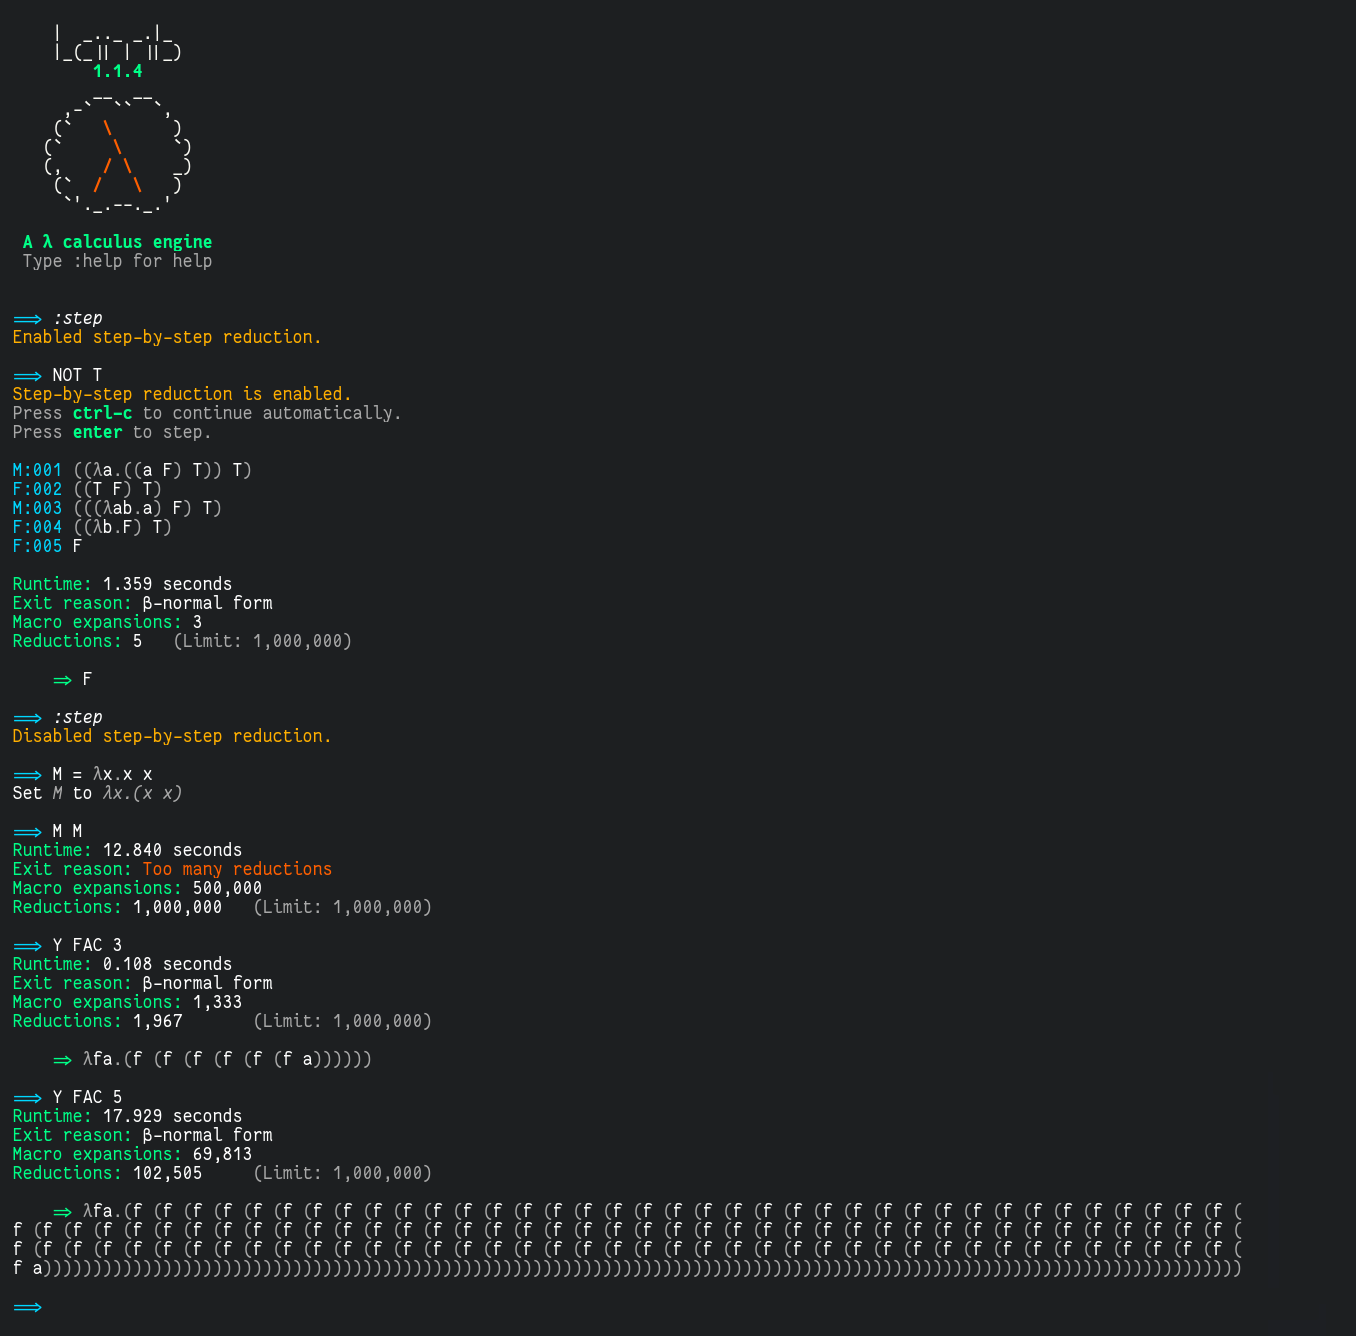 |  _.._ _.|_
|_(_|| | ||_)
1.1.4
A λ calculus engine
Type :help for help
==> :step
Enabled step-by-step reduction.
==> NOT T
Step-by-step reduction is enabled.
Press ctrl-c to continue automatically.
Press enter to step.
M:001 ((λa.((a F) T)) T)
F:002 ((T F) T)
M:003 (((λab.a) F) T)
F:004 ((λb.F) T)
F:005 F
Runtime: 1.359 seconds
Exit reason: β-normal form
Macro expansions: 3
Reductions: 5   (Limit: 1,000,000)
=> F
==> :step
Disabled step-by-step reduction.
==> M = λx.x x
Set M to λx.(x x)
==> M M
Runtime: 12.840 seconds
Exit reason: Too many reductions
Macro expansions: 500,000
Reductions: 1,000,000   (Limit: 1,000,000)
==> Y FAC 3
Runtime: 0.108 seconds
Exit reason: β-normal form
Macro expansions: 1,333
Reductions: 1,967       (Limit: 1,000,000)
=> λfa.(f (f (f (f (f (f a))))))
==> Y FAC 5
Runtime: 17.929 seconds
Exit reason: β-normal form
Macro expansions: 69,813
Reductions: 102,505     (Limit: 1,000,000)
=> λfa.(f (f (f (f (f (f (f (f (f (f (f (f (f (f (f (f (f (f (f (f (f (f (f (f (f (f (f (f (f (f (f (f (f (f (f (f (f (
f (f (f (f (f (f (f (f (f (f (f (f (f (f (f (f (f (f (f (f (f (f (f (f (f (f (f (f (f (f (f (f (f (f (f (f (f (f (f (f (f (
f (f (f (f (f (f (f (f (f (f (f (f (f (f (f (f (f (f (f (f (f (f (f (f (f (f (f (f (f (f (f (f (f (f (f (f (f (f (f (f (f (
f a))))))))))))))))))))))))))))))))))))))))))))))))))))))))))))))))))))))))))))))))))))))))))))))))))))))))))))))))))))))))
==>